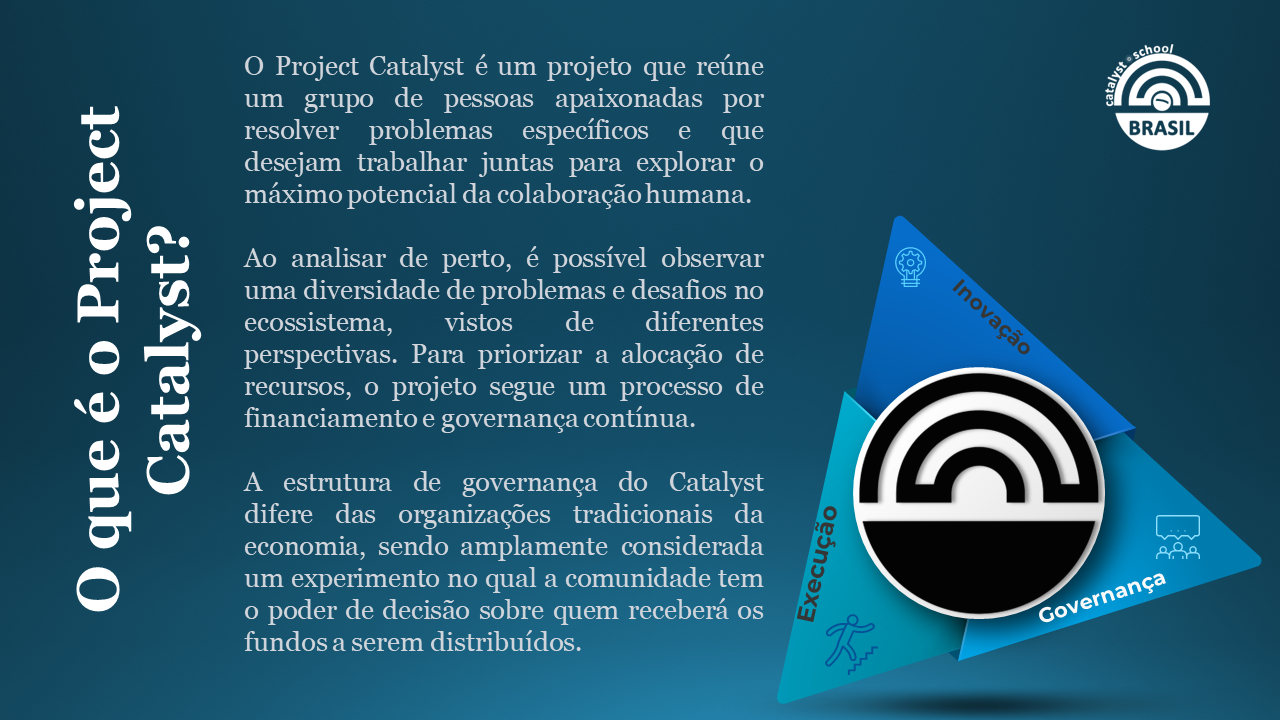 O que é o Project
Catalyst?
O Project Catalyst é um projeto que reúne
um grupo de pessoas apaixonadas por
resolver problemas específicos e que
desejam trabalhar juntas para explorar o
máximo potencial da colaboração humana.
Ao analisar de perto, é possível observar
uma diversidade de problemas e desafios no
ecossistema, vistos de diferentes
perspectivas. Para priorizar a alocação de
recursos, o projeto segue um processo de
financiamento e governança contínua.
A estrutura de governança do Catalyst
difere das organizações tradicionais da
economia, sendo amplamente considerada
um experimento no qual a comunidade tem
o poder de decisão sobre quem receberá os
fundos a serem distribuídos.
catalyst school
BRASIL
Inovação
Execução
Governança